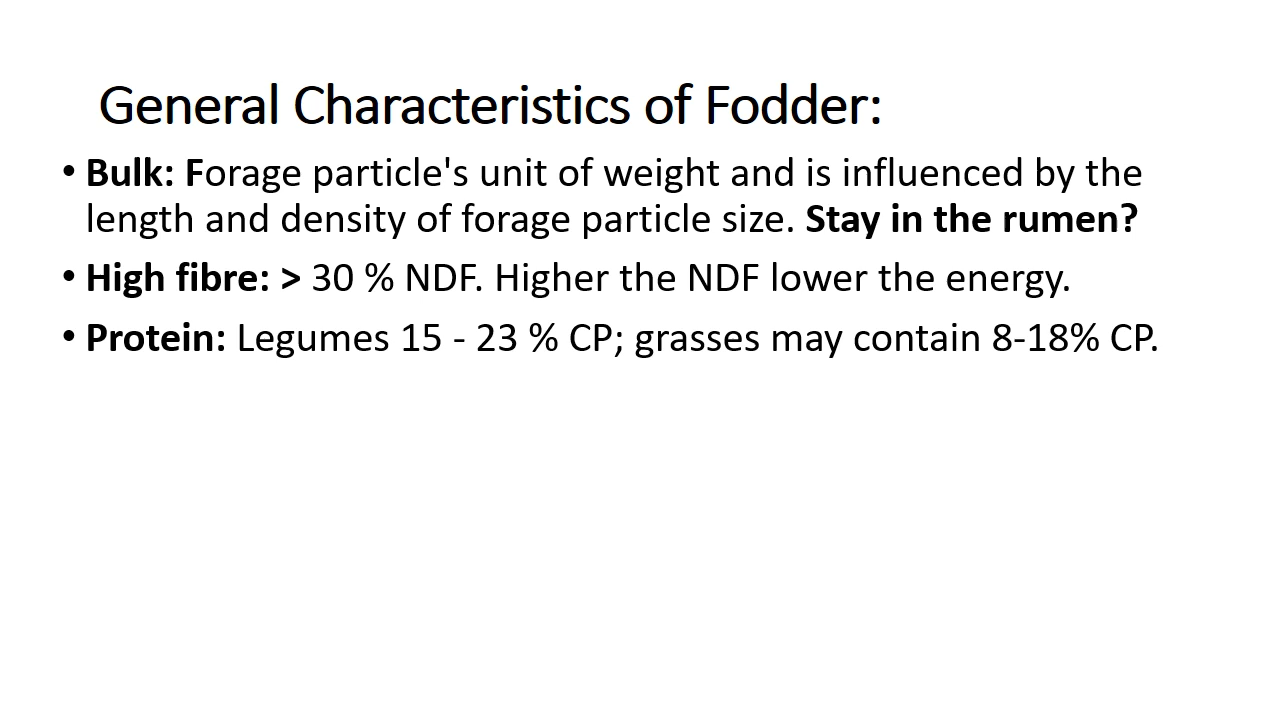 General Characteristics of Fodder:
• Bulk: Forage particle's unit of weight and is influenced by the
length and density of forage particle size. Stay in the rumen?
• High fibre: > 30 % NDF. Higher the NDF lower the energy.
• Protein: Legumes 15 - 23 % CP; grasses may contain 8-18% CP.